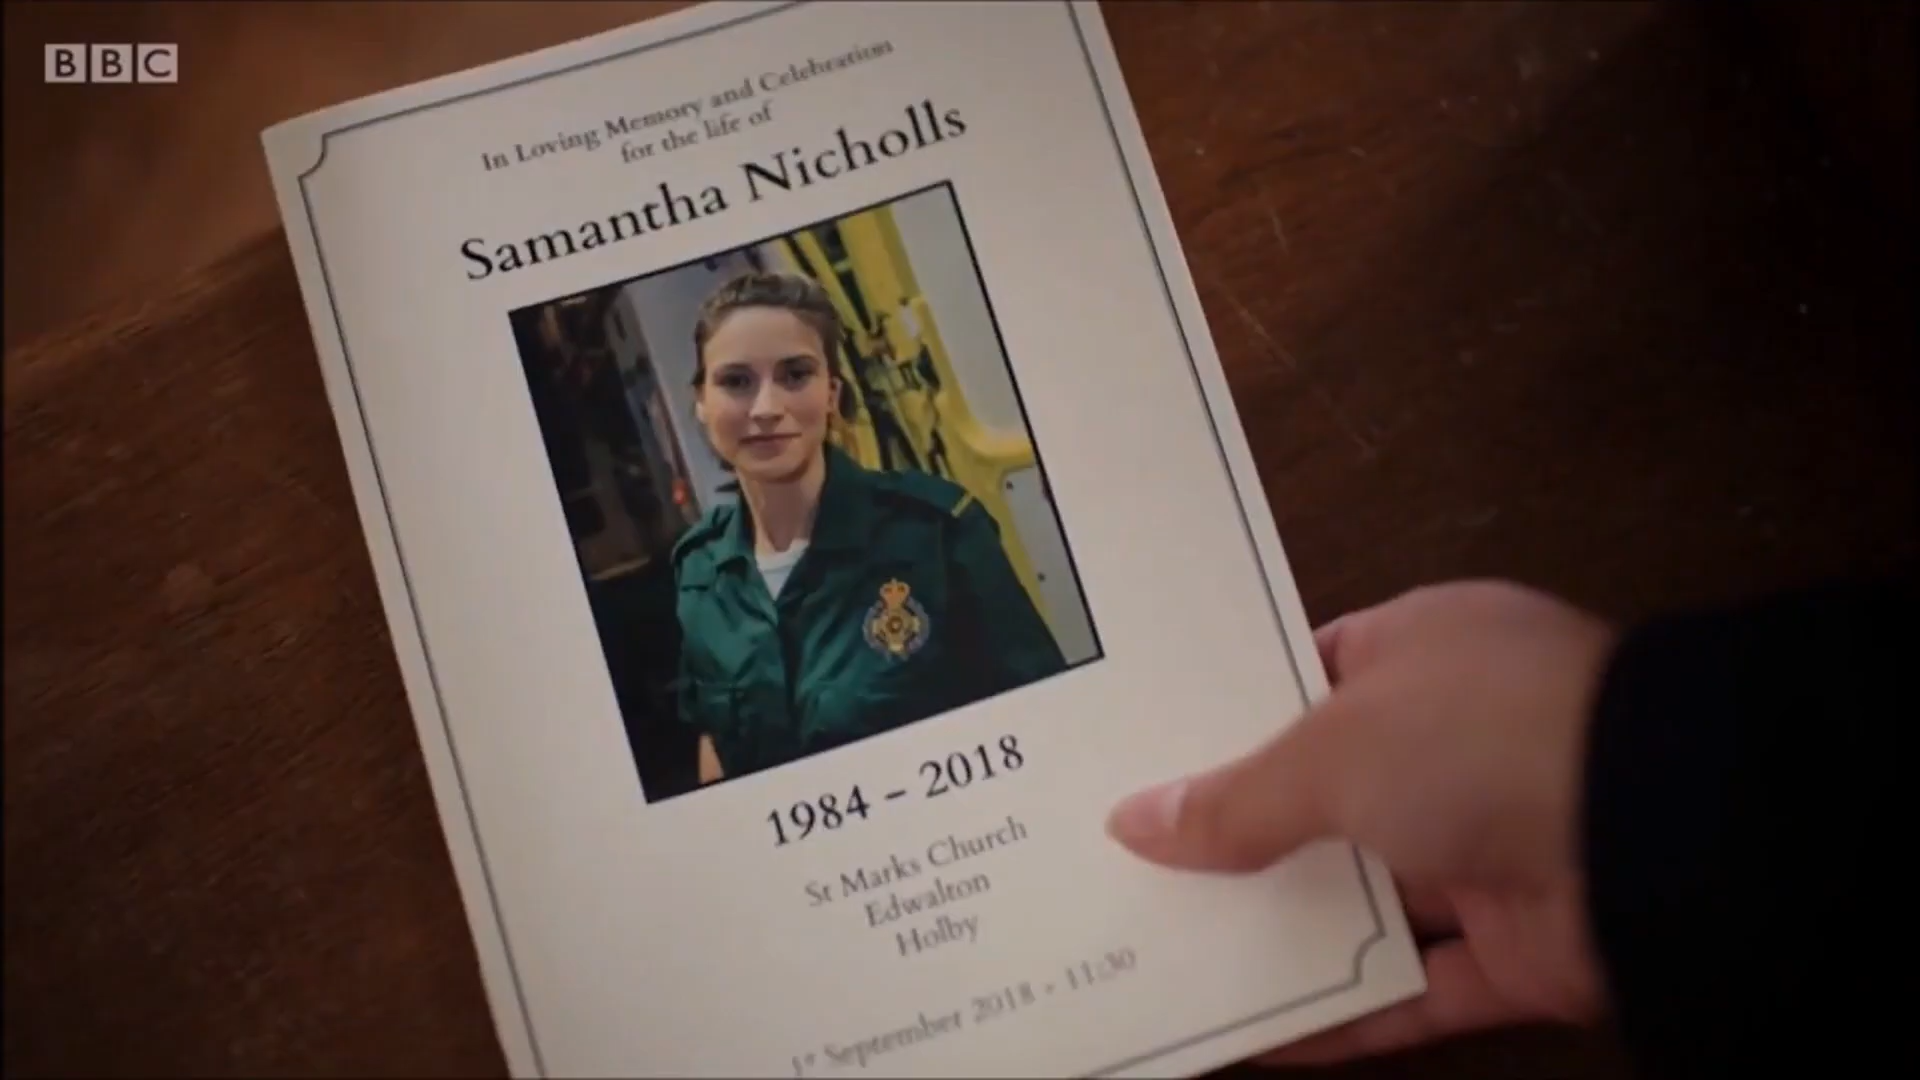 BBC
In Loving Memory and Celebration
for the life of
Samantha Nicholls
1984 – 2018
St Marks Church
Edwalton
Holby
1st September 2018 - 11:30